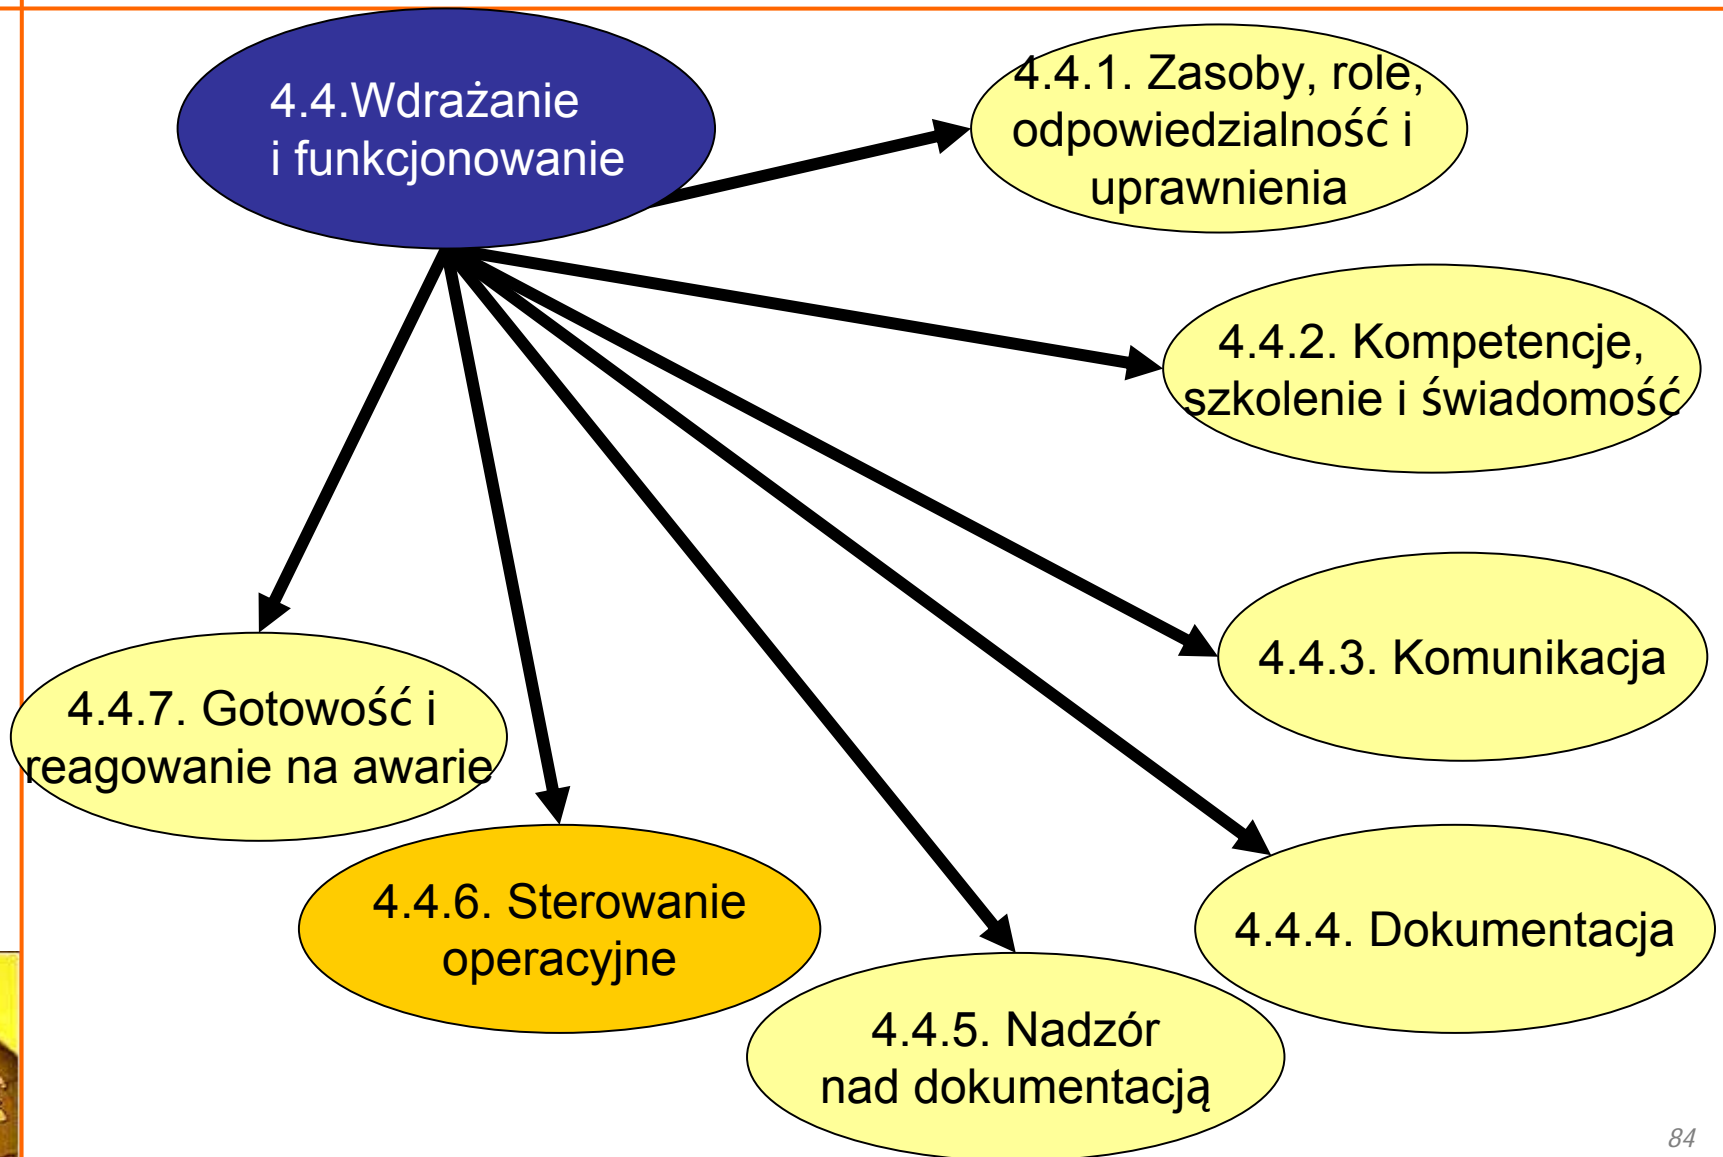 4.4.Wdrażanie
i funkcjonowanie
4.4.1. Zasoby, role,
odpowiedzialność i
uprawnienia
4.4.2. Kompetencje,
szkolenie i świadomość
4.4.3. Komunikacja
4.4.4. Dokumentacja
4.4.5. Nadzór
nad dokumentacją
4.4.6. Sterowanie
operacyjne
4.4.7. Gotowość i
reagowanie na awarie
84